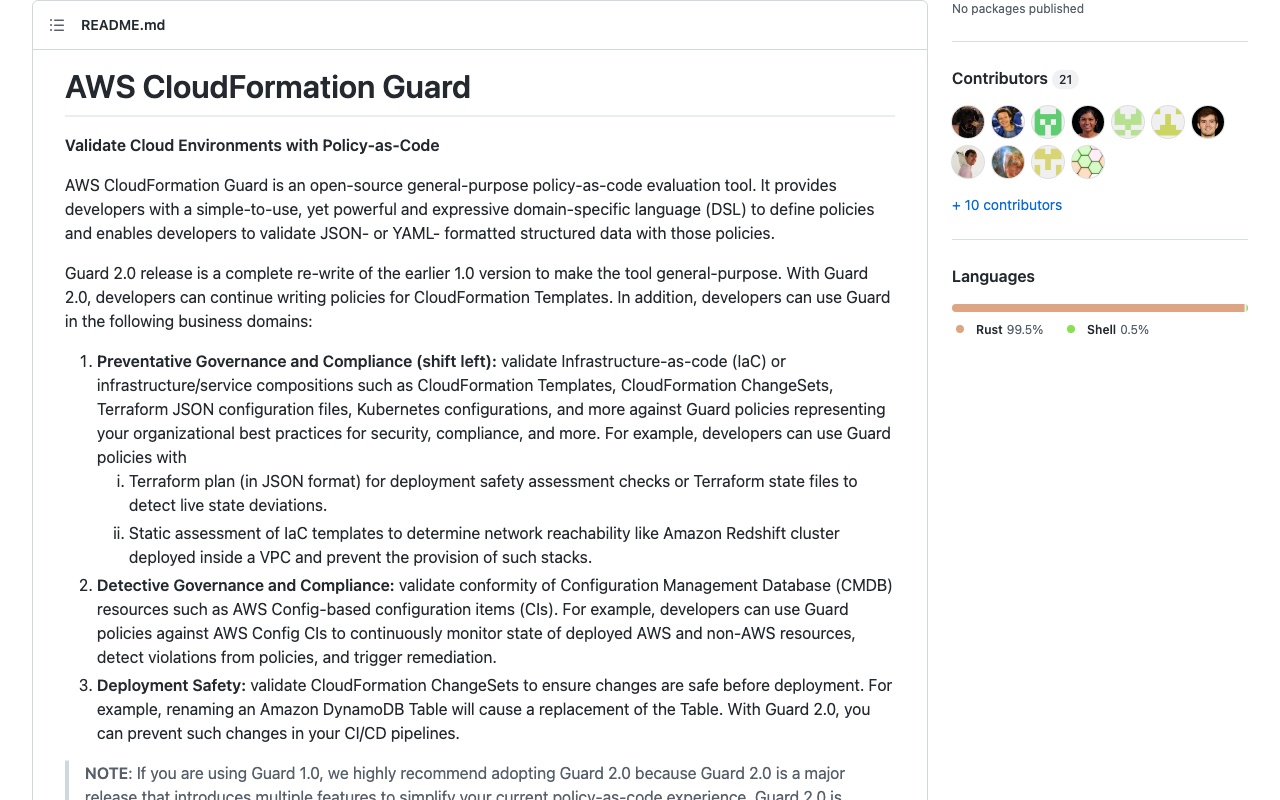 README.md
AWS CloudFormation Guard
Validate Cloud Environments with Policy-as-Code
AWS CloudFormation Guard is an open-source general-purpose policy-as-code evaluation tool. It provides
developers with a simple-to-use, yet powerful and expressive domain-specific language (DSL) to define policies
and enables developers to validate JSON- or YAML- formatted structured data with those policies.
Guard 2.0 release is a complete re-write of the earlier 1.0 version to make the tool general-purpose. With Guard
2.0, developers can continue writing policies for CloudFormation Templates. In addition, developers can use Guard
in the following business domains:
1. Preventative Governance and Compliance (shift left): validate Infrastructure-as-code (IaC) or
infrastructure/service compositions such as CloudFormation Templates, CloudFormation ChangeSets,
Terraform JSON configuration files, Kubernetes configurations, and more against Guard policies representing
your organizational best practices for security, compliance, and more. For example, developers can use Guard
policies with
i. Terraform plan (in JSON format) for deployment safety assessment checks or Terraform state files to
detect live state deviations.
ii. Static assessment of IaC templates to determine network reachability like Amazon Redshift cluster
deployed inside a VPC and prevent the provision of such stacks.
2. Detective Governance and Compliance: validate conformity of Configuration Management Database (CMDB)
resources such as AWS Config-based configuration items (CIs). For example, developers can use Guard
policies against AWS Config CIs to continuously monitor state of deployed AWS and non-AWS resources,
detect violations from policies, and trigger remediation.
3. Deployment Safety: validate CloudFormation ChangeSets to ensure changes are safe before deployment. For
example, renaming an Amazon DynamoDB Table will cause a replacement of the Table. With Guard 2.0, you
can prevent such changes in your CI/CD pipelines.
NOTE: If you are using Guard 1.0, we highly recommend adopting Guard 2.0 because Guard 2.0 is a major
release that introduces multiple features to simplify your current policy-as-code experience. Guard 2.0 is
No packages published
Contributors 21
+ 10 contributors
Languages
Rust 99.5% Shell 0.5%